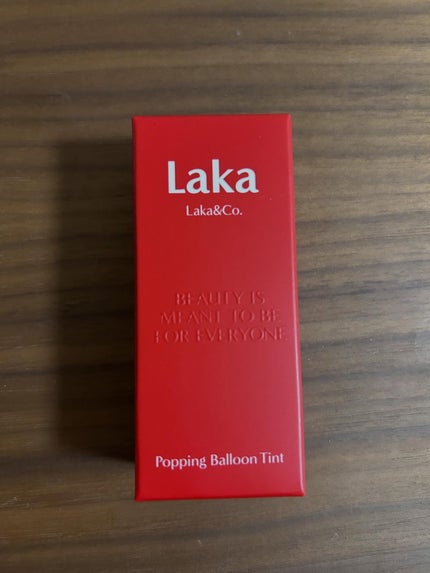 Laka
Laka&Co.
BEAUTY IS
MEANT TO BE
FOR EVERYONE
Popping Balloon Tint